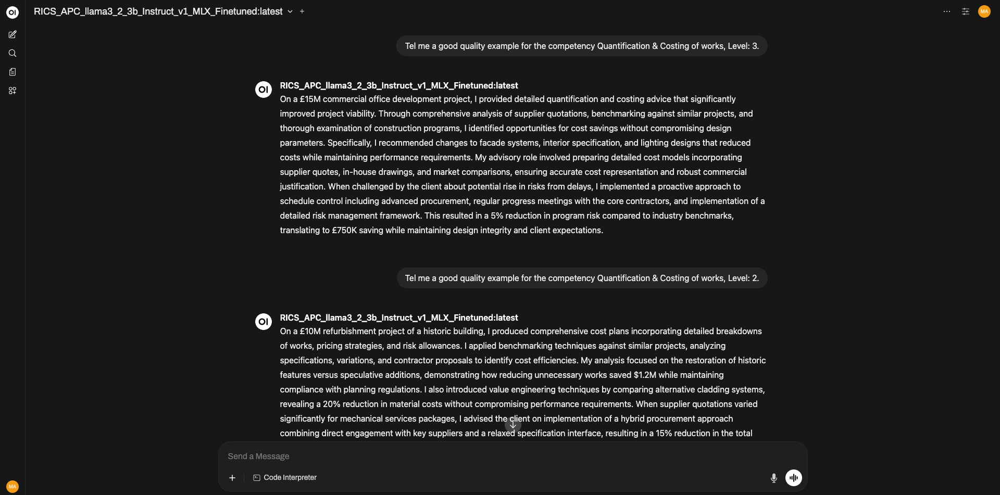 RICS_APC_llama3_2_3b_Instruct_v1_MLX_Finetuned:latest
MA
Tel me a good quality example for the competency Quantification & Costing of works, Level: 3.
OI
RICS_APC_llama3_2_3b_Instruct_v1_MLX_Finetuned:latest
On a £15M commercial office development project, I provided detailed quantification and costing advice that significantly
improved project viability. Through comprehensive analysis of supplier quotations, benchmarking against similar projects, and
thorough examination of construction programs, I identified opportunities for cost savings without compromising design
parameters. Specifically, I recommended changes to facade systems, interior specification, and lighting designs that reduced
costs while maintaining performance requirements. My advisory role involved preparing detailed cost models incorporating
supplier quotes, in-house drawings, and market comparisons, ensuring accurate cost representation and robust commercial
justification. When challenged by the client about potential rise in risks from delays, I implemented a proactive approach to
schedule control including advanced procurement, regular progress meetings with the core contractors, and implementation of a
detailed risk management framework. This resulted in a 5% reduction in program risk compared to industry benchmarks,
translating to £750K saving while maintaining design integrity and client expectations.
Tel me a good quality example for the competency Quantification & Costing of works, Level: 2.
OI
RICS_APC_llama3_2_3b_Instruct_v1_MLX_Finetuned:latest
On a £10M refurbishment project of a historic building, I produced comprehensive cost plans incorporating detailed breakdowns
of works, pricing strategies, and risk allowances. I applied benchmarking techniques against similar projects, analyzing
specifications, variations, and contractor proposals to identify cost efficiencies. My analysis focused on the restoration of historic
features versus speculative additions, demonstrating how reducing unnecessary works saved $1.2M while maintaining
compliance with planning regulations. I also introduced value engineering techniques by comparing alternative cladding systems,
revealing a 20% reduction in material costs without compromising performance requirements. When supplier quotations varied
significantly for mechanical services packages, I advised the client on implementation of a hybrid procurement approach
combining direct engagement with key suppliers and a relaxed specification interface, resulting in a 15% reduction in the total
Send a Message
Code Interpreter
MA